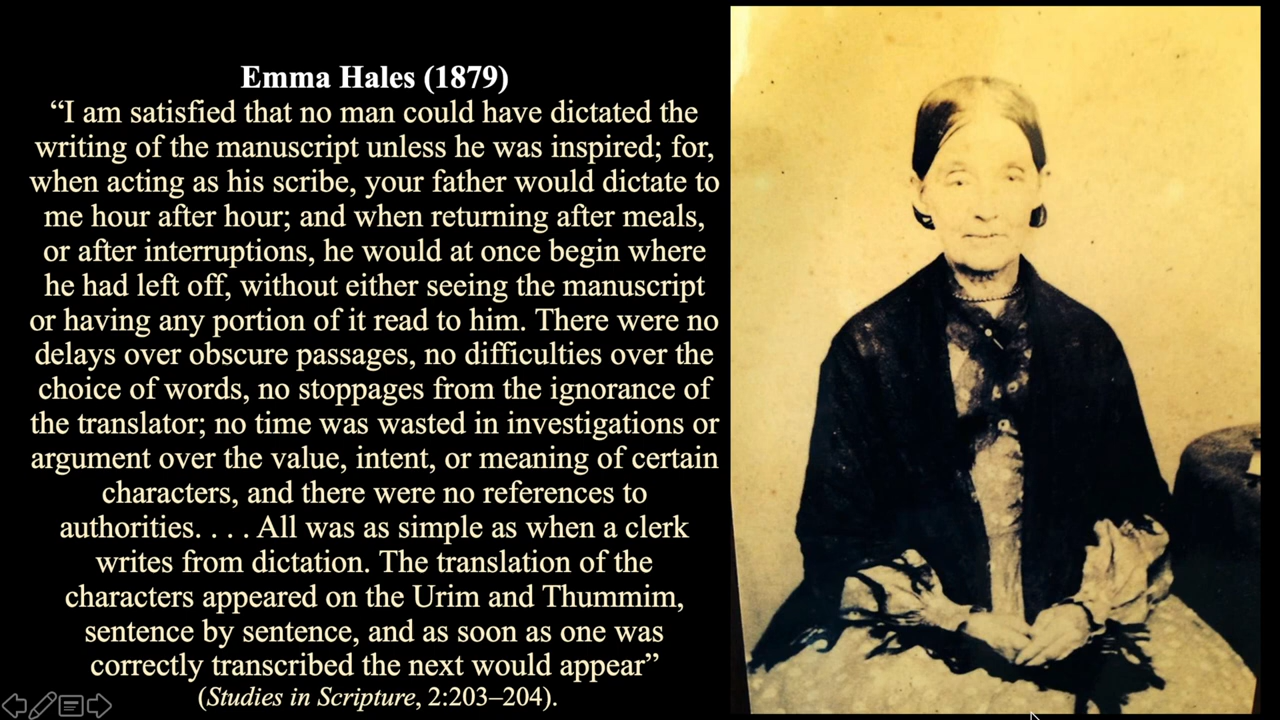 Emma Hales (1879)
“I am satisfied that no man could have dictated the
writing of the manuscript unless he was inspired; for,
when acting as his scribe, your father would dictate to
me hour after hour; and when returning after meals,
or after interruptions, he would at once begin where
he had left off, without either seeing the manuscript
or having any portion of it read to him. There were no
delays over obscure passages, no difficulties over the
choice of words, no stoppages from the ignorance of
the translator; no time was wasted in investigations or
argument over the value, intent, or meaning of certain
characters, and there were no references to
authorities. . . . All was as simple as when a clerk
writes from dictation. The translation of the
characters appeared on the Urim and Thummim,
sentence by sentence, and as soon as one was
correctly transcribed the next would appear”
(Studies in Scripture, 2:203–204).